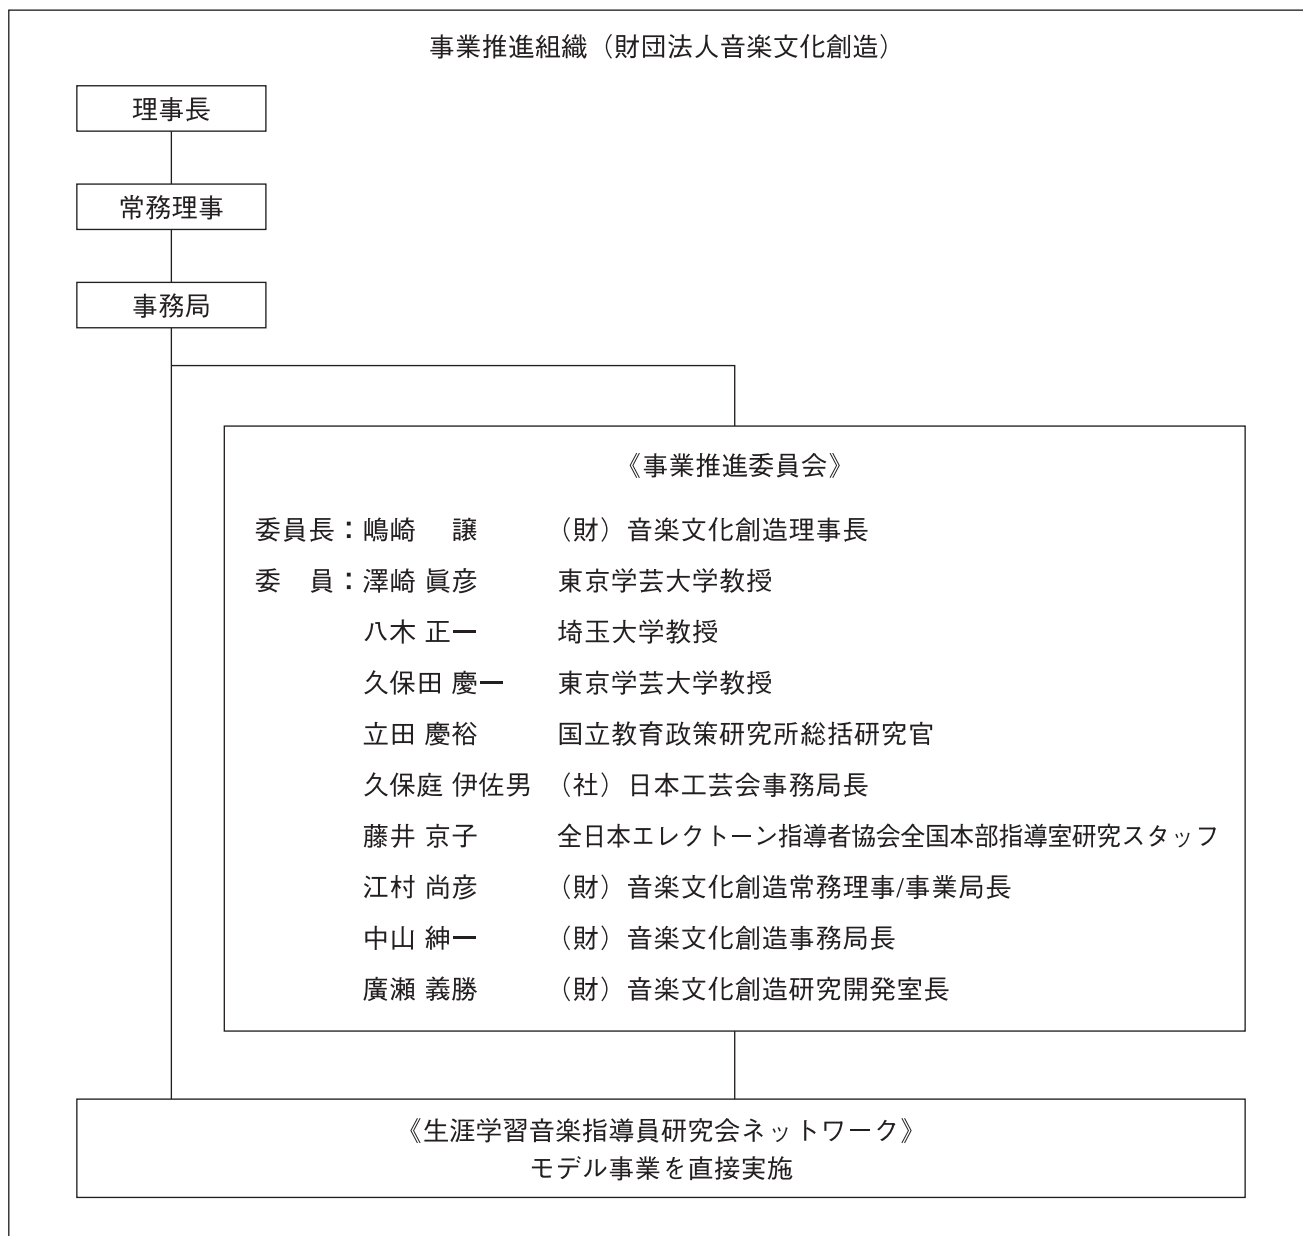 事業推進組織（財団法人音楽文化創造）
理事長
常務理事
事務局
《事業推進委員会》
委員長：嶋崎　譲　（財）音楽文化創造理事長
委　員：澤崎 眞彦　東京学芸大学教授
八木 正一　埼玉大学教授
久保田 慶一　東京学芸大学教授
立田 慶裕　国立教育政策研究所総括研究官
久保庭 伊佐男　（社）日本工芸会事務局長
藤井 京子　全日本エレクトーン指導者協会全国本部指導室研究スタッフ
江村 尚彦　（財）音楽文化創造常務理事/事業局長
中山 紳一　（財）音楽文化創造事務局長
廣瀬 義勝　（財）音楽文化創造研究開発室長
《生涯学習音楽指導員研究会ネットワーク》
モデル事業を直接実施